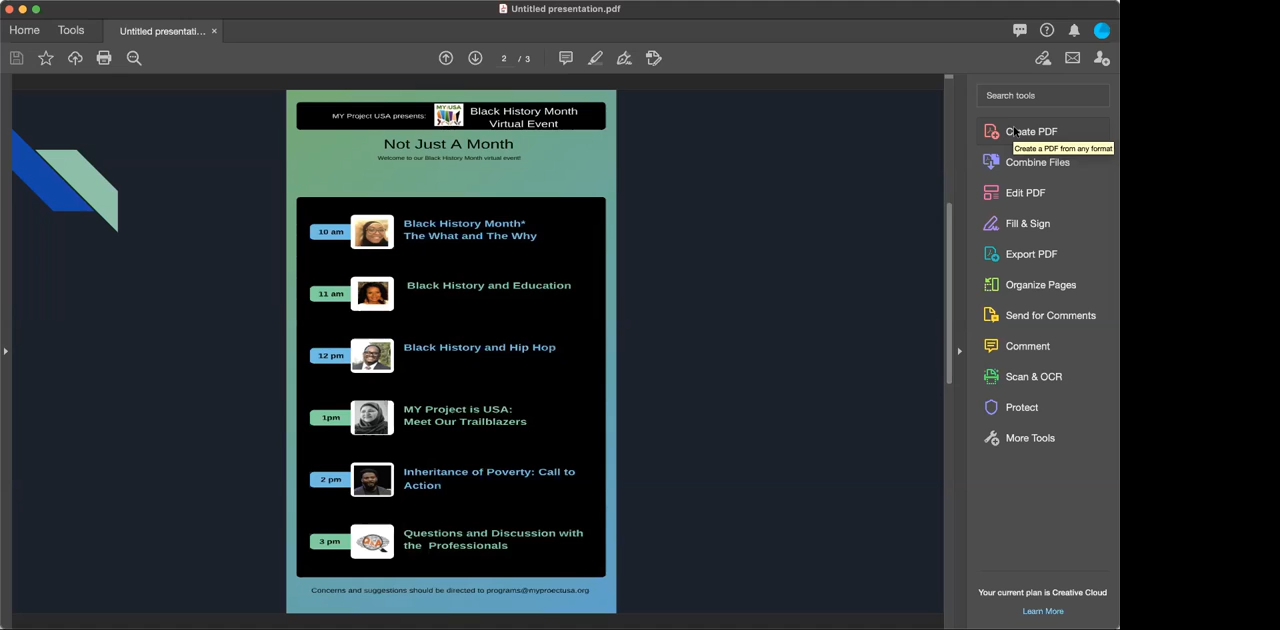 Untitled presentation.pdf
Home
Tools
Untitled presentati... ×
2 / 3
Search tools
Create PDF
Create a PDF from any format
Combine Files
Edit PDF
Fill & Sign
Export PDF
Organize Pages
Send for Comments
Comment
Scan & OCR
Protect
More Tools
Your current plan is Creative Cloud
Learn More
MY Project USA presents:
MY USA
Black History Month
Virtual Event
Not Just A Month
Welcome to our Black History Month virtual event!
10 am
Black History Month*
The What and The Why
11 am
Black History and Education
12 pm
Black History and Hip Hop
1pm
MY Project is USA:
Meet Our Trailblazers
2 pm
Inheritance of Poverty: Call to
Action
3 pm
Q&A
Questions and Discussion with
the Professionals
Concerns and suggestions should be directed to programs@myproectusa.org